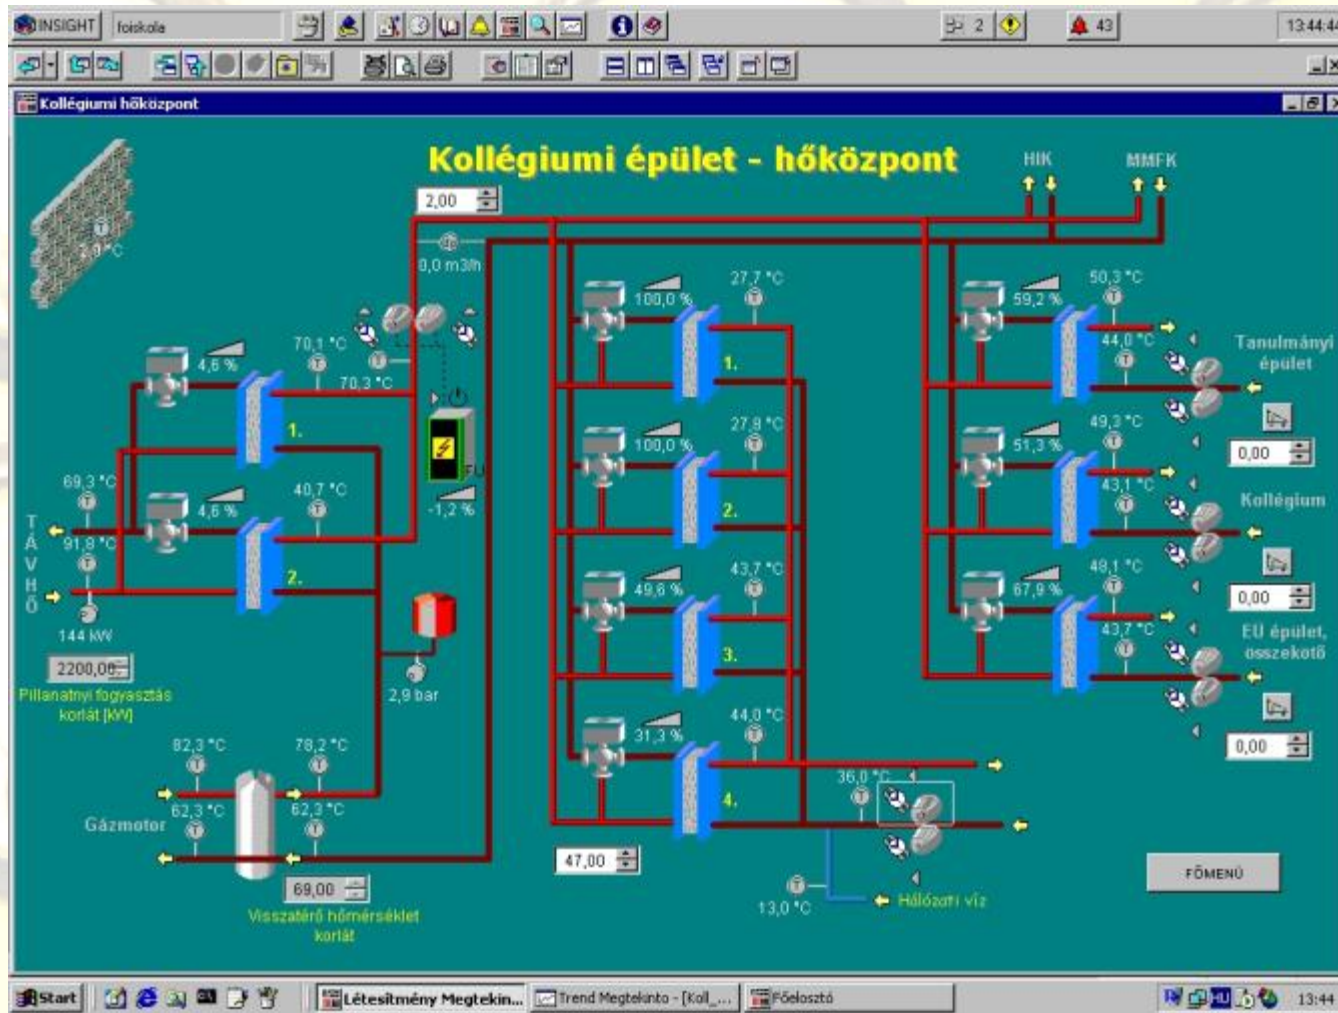 INSIGHT
foiskola
2
43
13:44:4
Kollégiumi hőközpont
Kollégiumi épület - hőközpont
HIK
MMFK
2,00
0,0 m3/h
27,7 °C
100,0 %
1.
50,3 °C
59,2 %
44,0 °C
Tanulmányi
épület
0,00
4,6 %
70,1 °C
70,3 °C
1.
-1,2 %
27,8 °C
100,0 %
2.
49,3 °C
51,3 %
43,1 °C
Kollégium
0,00
69,3 °C
4,6 %
40,7 °C
2.
91,8 °C
TÁVHŐ
144 kW
2200,00
Pillanatnyi fogyasztás
korlát [kW]
2,9 bar
43,7 °C
49,6 %
3.
48,1 °C
67,9 %
43,7 °C
EÜ épület,
összekötő
0,00
44,0 °C
31,3 %
4.
36,0 °C
47,00
13,0 °C
Hálózati víz
82,3 °C
78,2 °C
Gázmotor
62,3 °C
62,3 °C
69,00
Visszatérő hőmérséklet
korlát
FŐMENÜ
Start
Létesítmény Megtekin...
Trend Megtekinto - [Koll_...
Főelosztó
HU
13:44